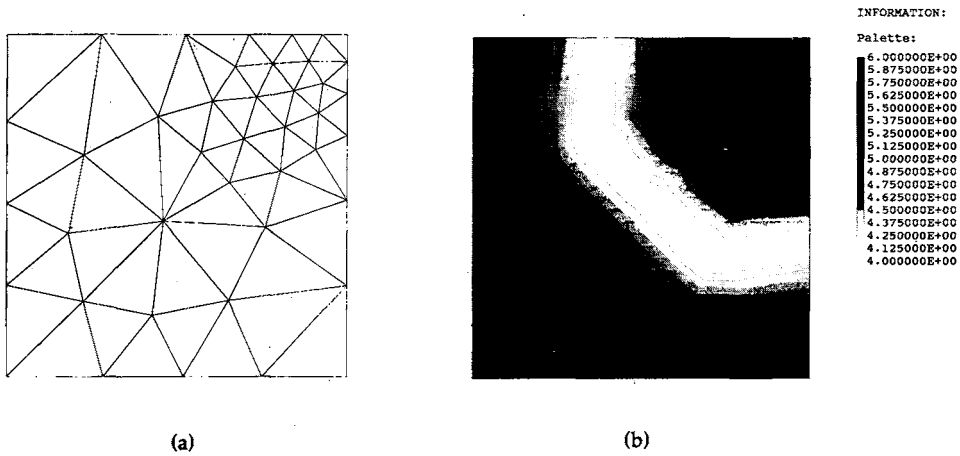 INFORMATION:
Palette:
6.000000E+00
5.875000E+00
5.750000E+00
5.625000E+00
5.500000E+00
5.375000E+00
5.250000E+00
5.125000E+00
5.000000E+00
4.875000E+00
4.750000E+00
4.625000E+00
4.500000E+00
4.375000E+00
4.250000E+00
4.125000E+00
4.000000E+00
(a)
(b)